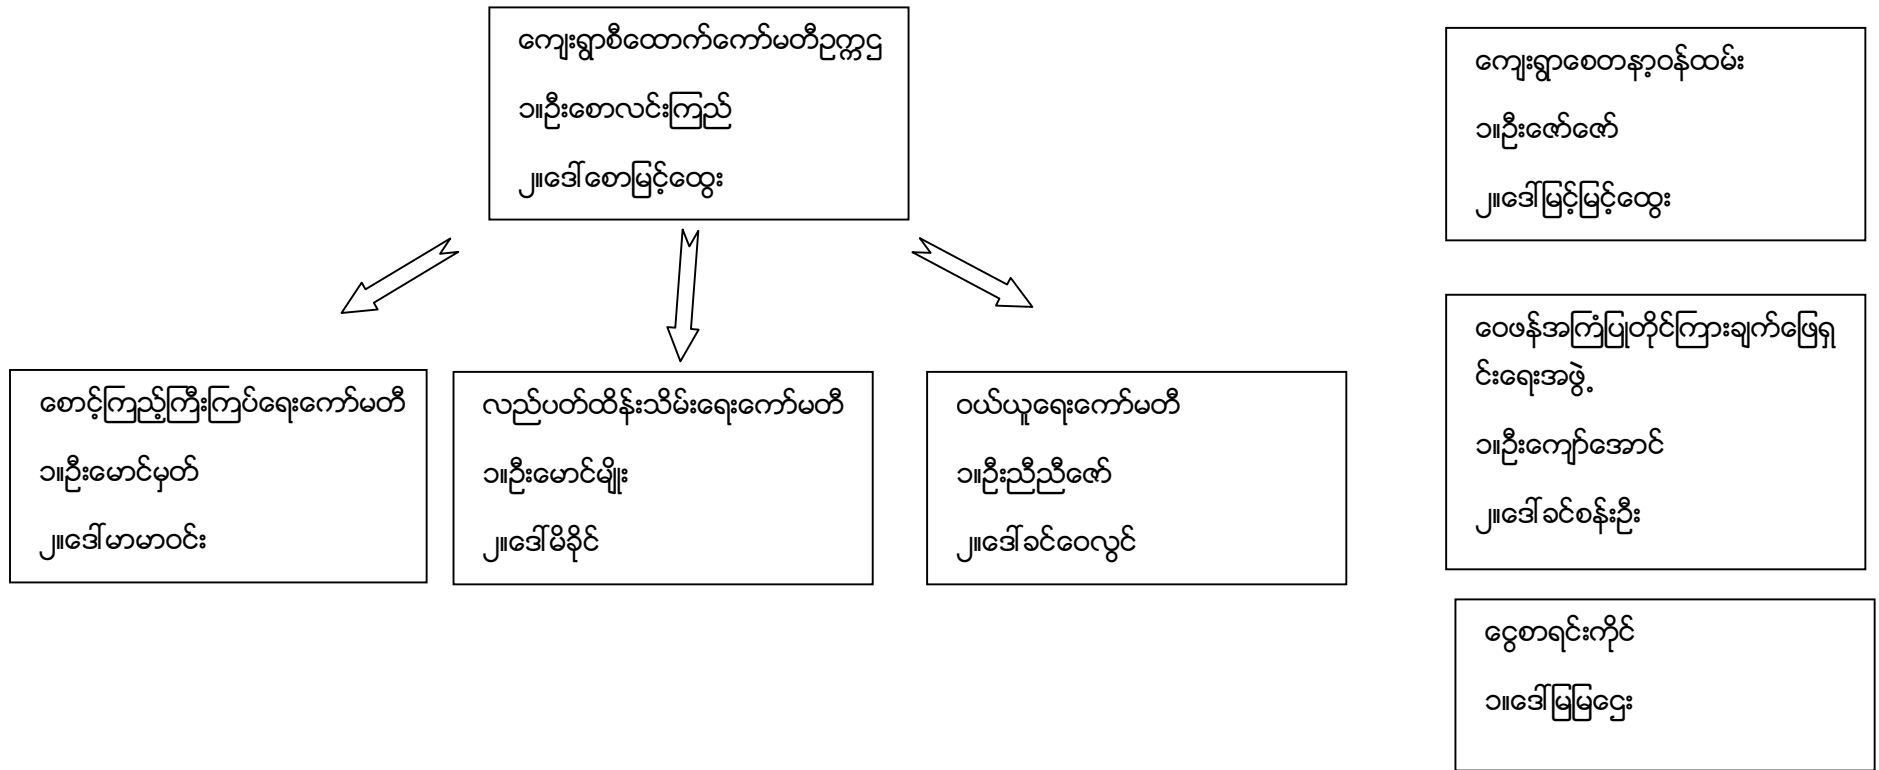 ကျေးရွာစီထောက်ကော်မတီဥက္ကဌ
၁။ဦးစောလင်းကြည်
၂။ဒေါ်စောမြင့်ထွေး
စောင့်ကြည့်ကြီးကြပ်ရေးကော်မတီ
၁။ဦးမောင်မှတ်
၂။ဒေါ်မာမာဝင်း
လည်ပတ်ထိန်းသိမ်းရေးကော်မတီ
၁။ဦးမောင်မျိုး
၂။ဒေါ်မိခိုင်
ဝယ်ယူရေးကော်မတီ
၁။ဦးညီညီဇော်
၂။ဒေါ်ခင်ဝေလွင်
ကျေးရွာစေတနာ့ဝန်ထမ်း
၁။ဦးဇော်ဇော်
၂။ဒေါ်မြင့်မြင့်ထွေး
ဝေဖန်အကြံပြုတိုင်ကြားချက်ဖြေရှ
င်းရေးအဖွဲ့
၁။ဦးကျော်အောင်
၂။ဒေါ်ခင်စန်းဦး
ငွေစာရင်းကိုင်
၁။ဒေါ်မြမြဌေး